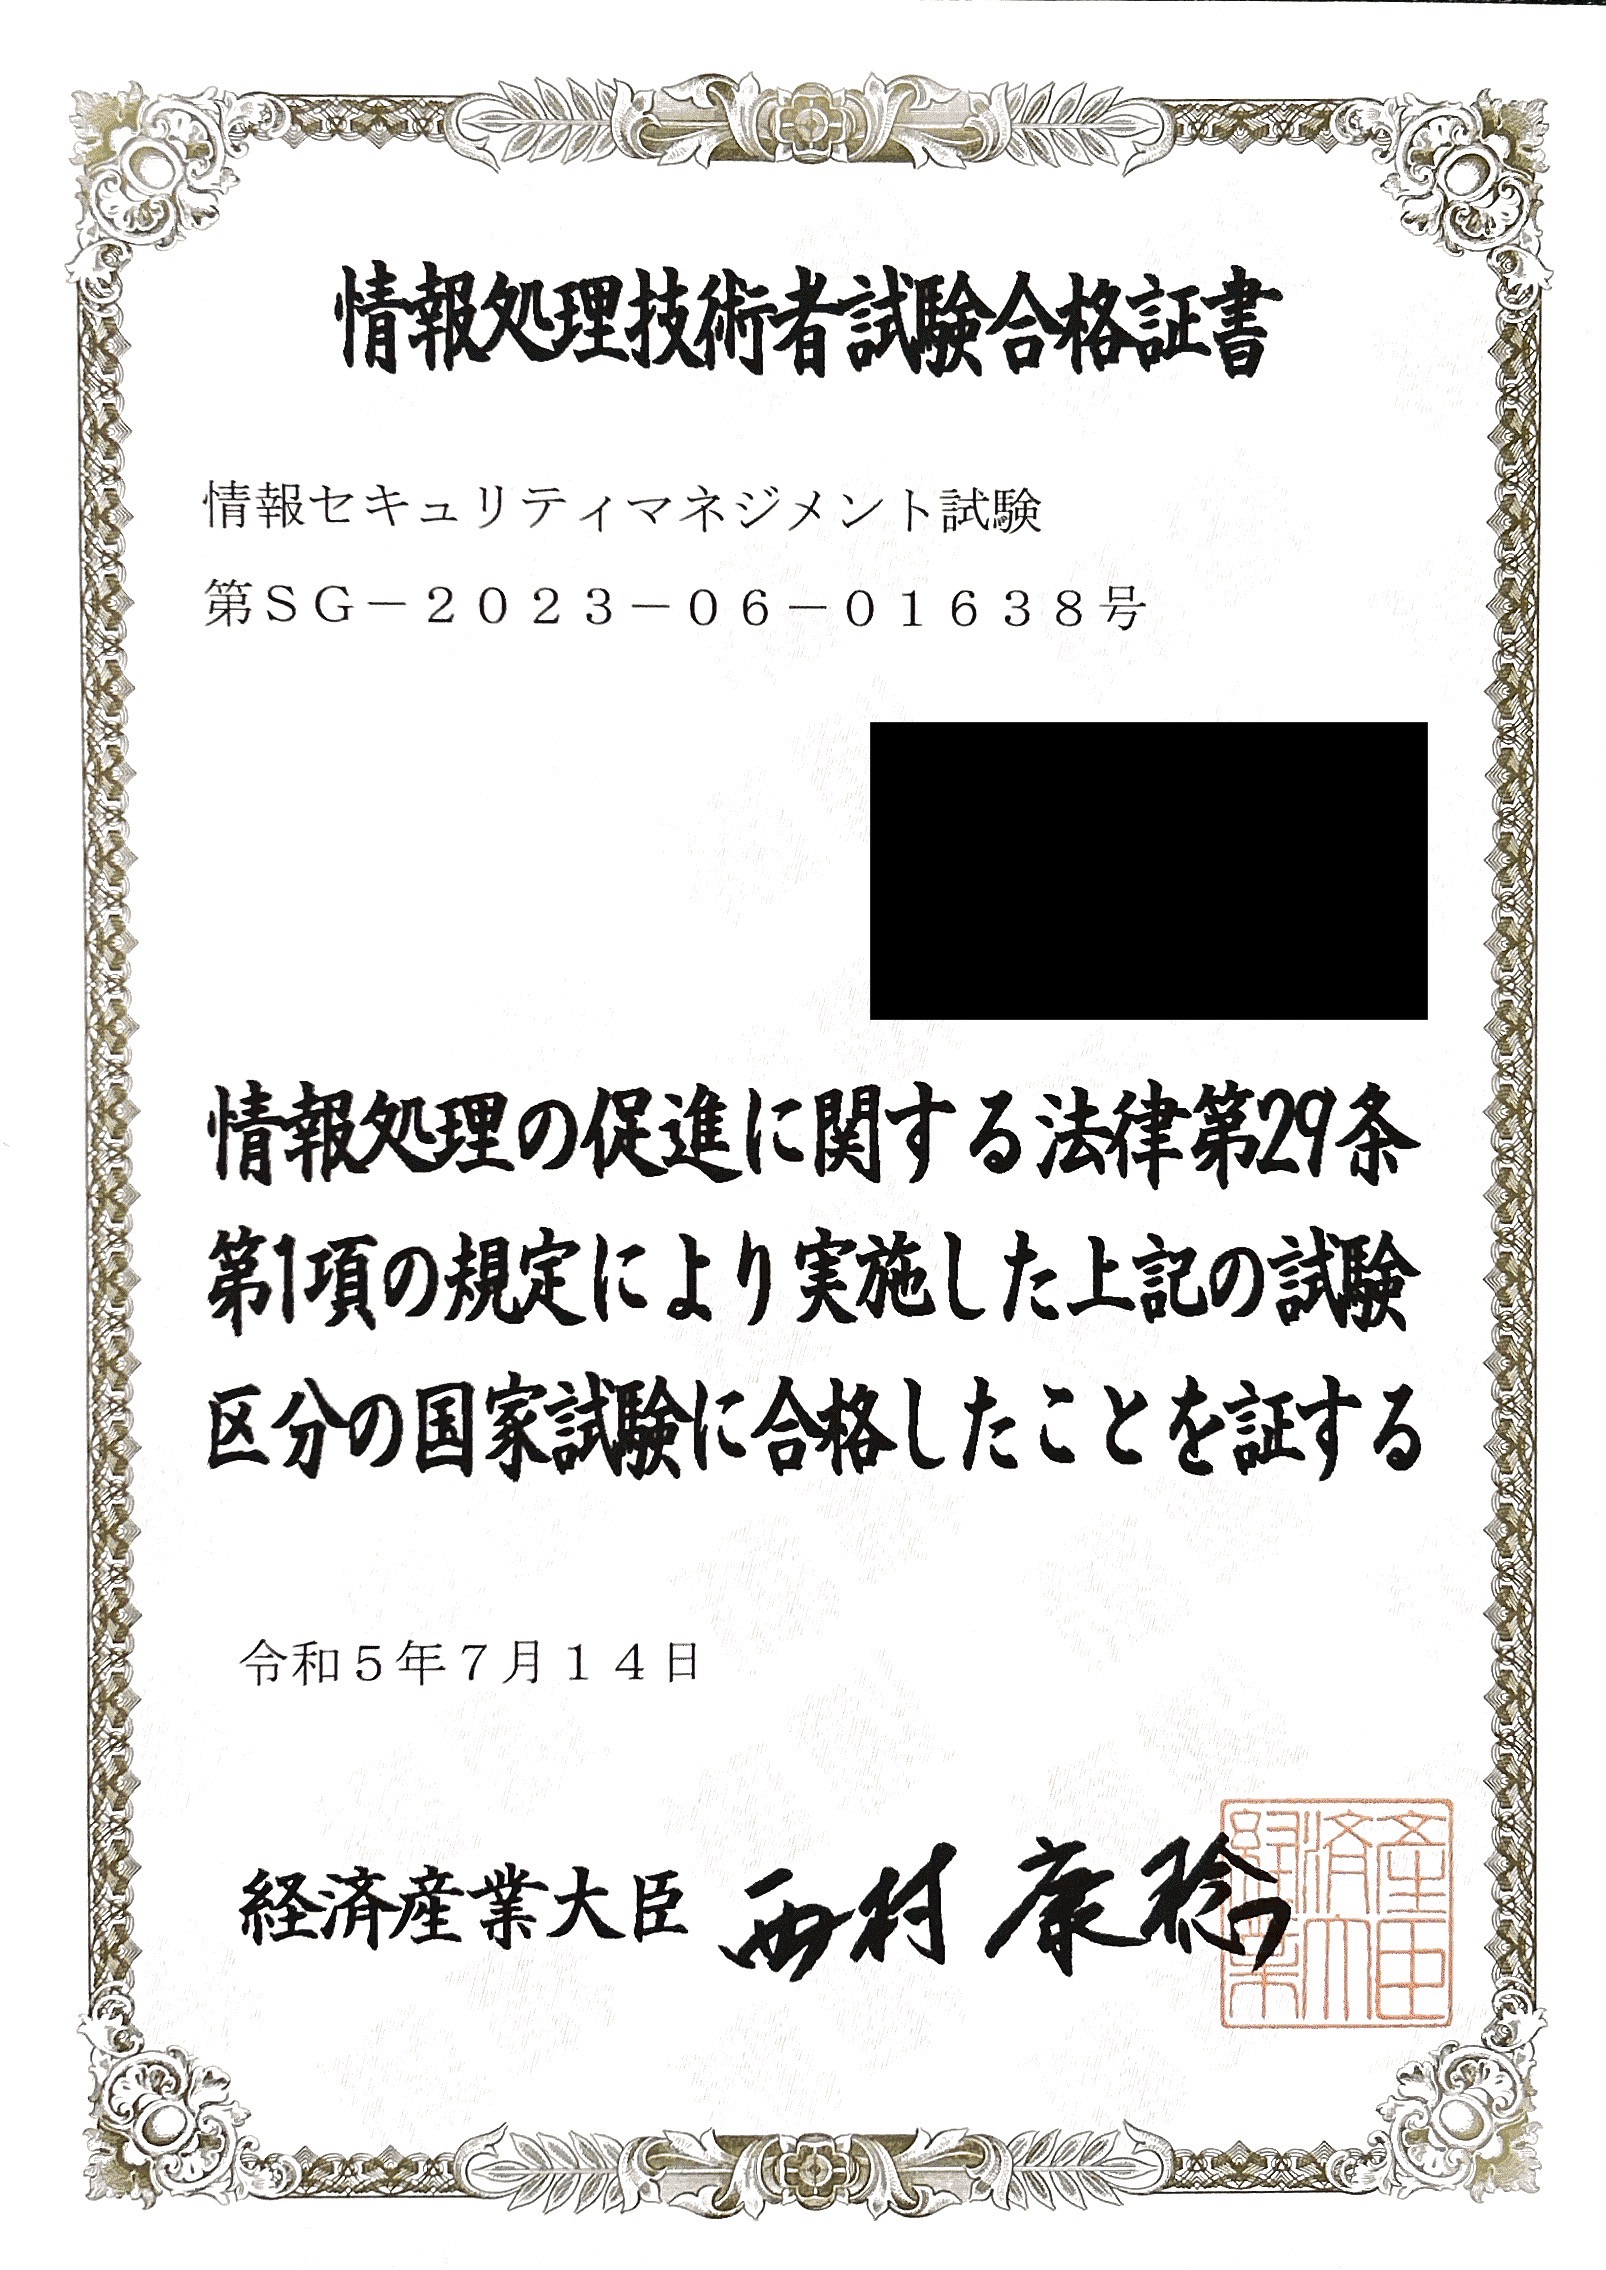 情報処理技術者試験合格証書
情報セキュリティマネジメント試験
第ＳＧ－２０２３－０６－０１６３８号
情報処理の促進に関する法律第29条
第1項の規定により実施した上記の試験
区分の国家試験に合格したことを証する
令和５年７月１４日
経済産業大臣 西村康稔
経済産業大臣